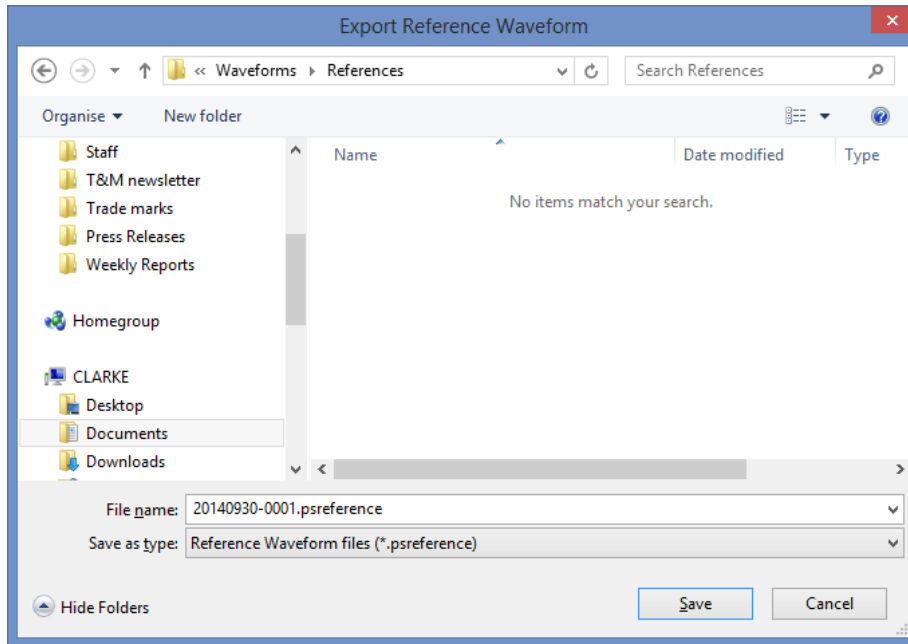 Export Reference Waveform
« Waveforms References
Search References
Organise
New folder
Name
Date modified
Type
No items match your search.
Staff
T&M newsletter
Trade marks
Press Releases
Weekly Reports
Homegroup
CLARKE
Desktop
Documents
Downloads
File name: 20140930-0001.psreference
Save as type: Reference Waveform files (*.psreference)
Hide Folders
Save
Cancel